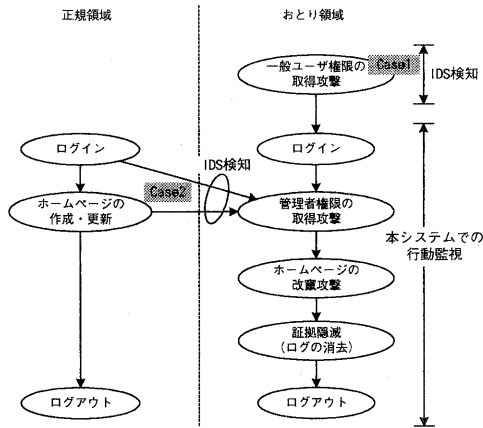 正規領域
おとり領域
一般ユーザ権限の
取得攻撃
Case1
IDS検知
ログイン
ログイン
IDS検知
Case2
ホームページの
作成・更新
管理者権限の
取得攻撃
本システムでの
行動監視
ホームページの
改竄攻撃
証拠隠滅
(ログの消去)
ログアウト
ログアウト